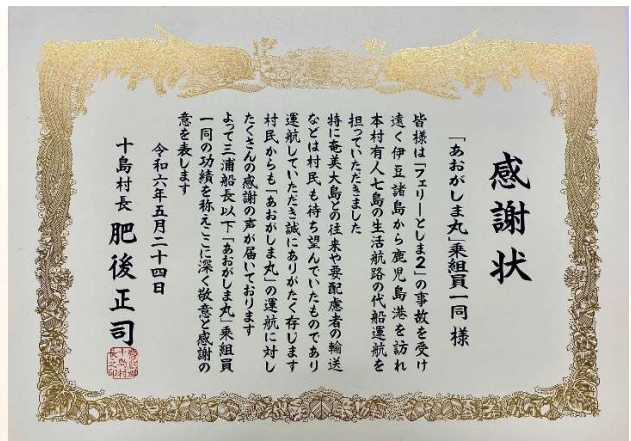 感謝状
「あおがしま丸」乗組員一同 様
皆様は「フェリーとしま2」の事故を受け
遠く伊豆諸島から鹿児島港を訪れ
本村有人七島の生活航路の代船運航を
担っていただきました
特に奄美大島との往来や要配慮者の輸送
などは村民も待ち望んでいたものであり
運航していただき誠にありがたく存じます
村民からも「あおがしま丸」の運航に対し
たくさんの感謝の声が届いております
よって三浦船長以下「あおがしま丸」乗組員
一同の功績を称えここに深く敬意と感謝の
意を表します
令和六年五月二十四日
十島村長 肥後正司